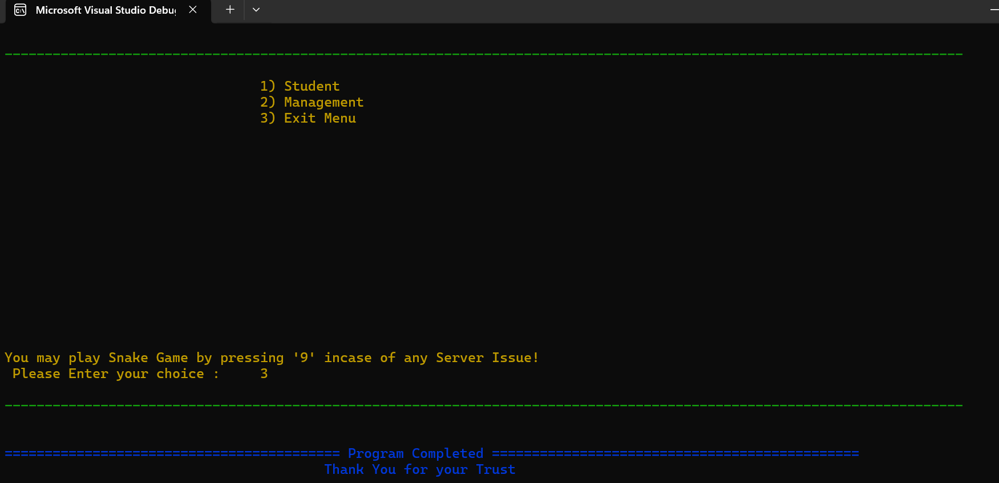 Microsoft Visual Studio Debu
--------------------------------------------------------------------------------------------------------------------------
1) Student
2) Management
3) Exit Menu
You may play Snake Game by pressing '9' incase of any Server Issue!
Please Enter your choice :     3
--------------------------------------------------------------------------------------------------------------------------
========================================== Program Completed ==============================================
Thank You for your Trust